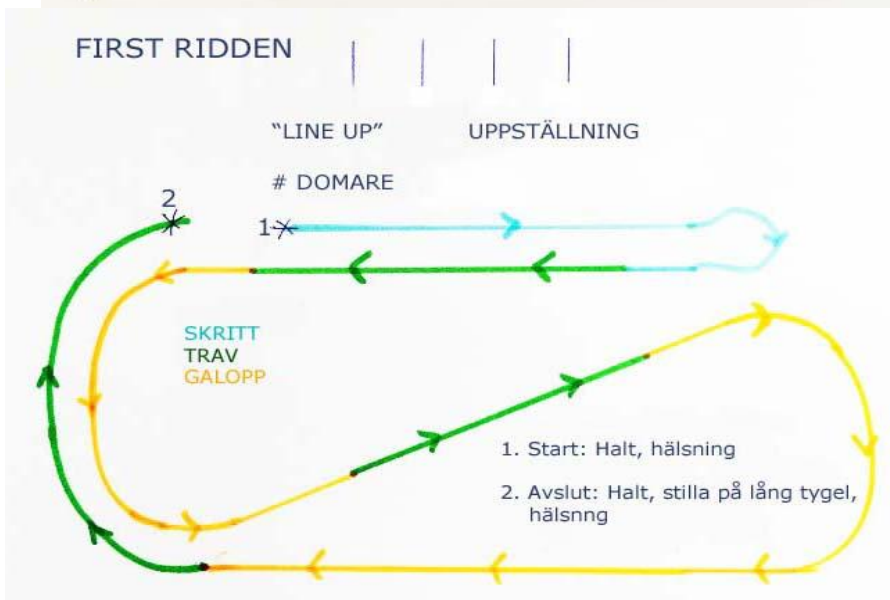 FIRST RIDDEN
"LINE UP" UPPSTÄLLNING
# DOMARE
2
1
SKRITT
TRAV
GALOPP
1. Start: Halt, hälsning
2. Avslut: Halt, stilla på lång tygel,
hälsnng